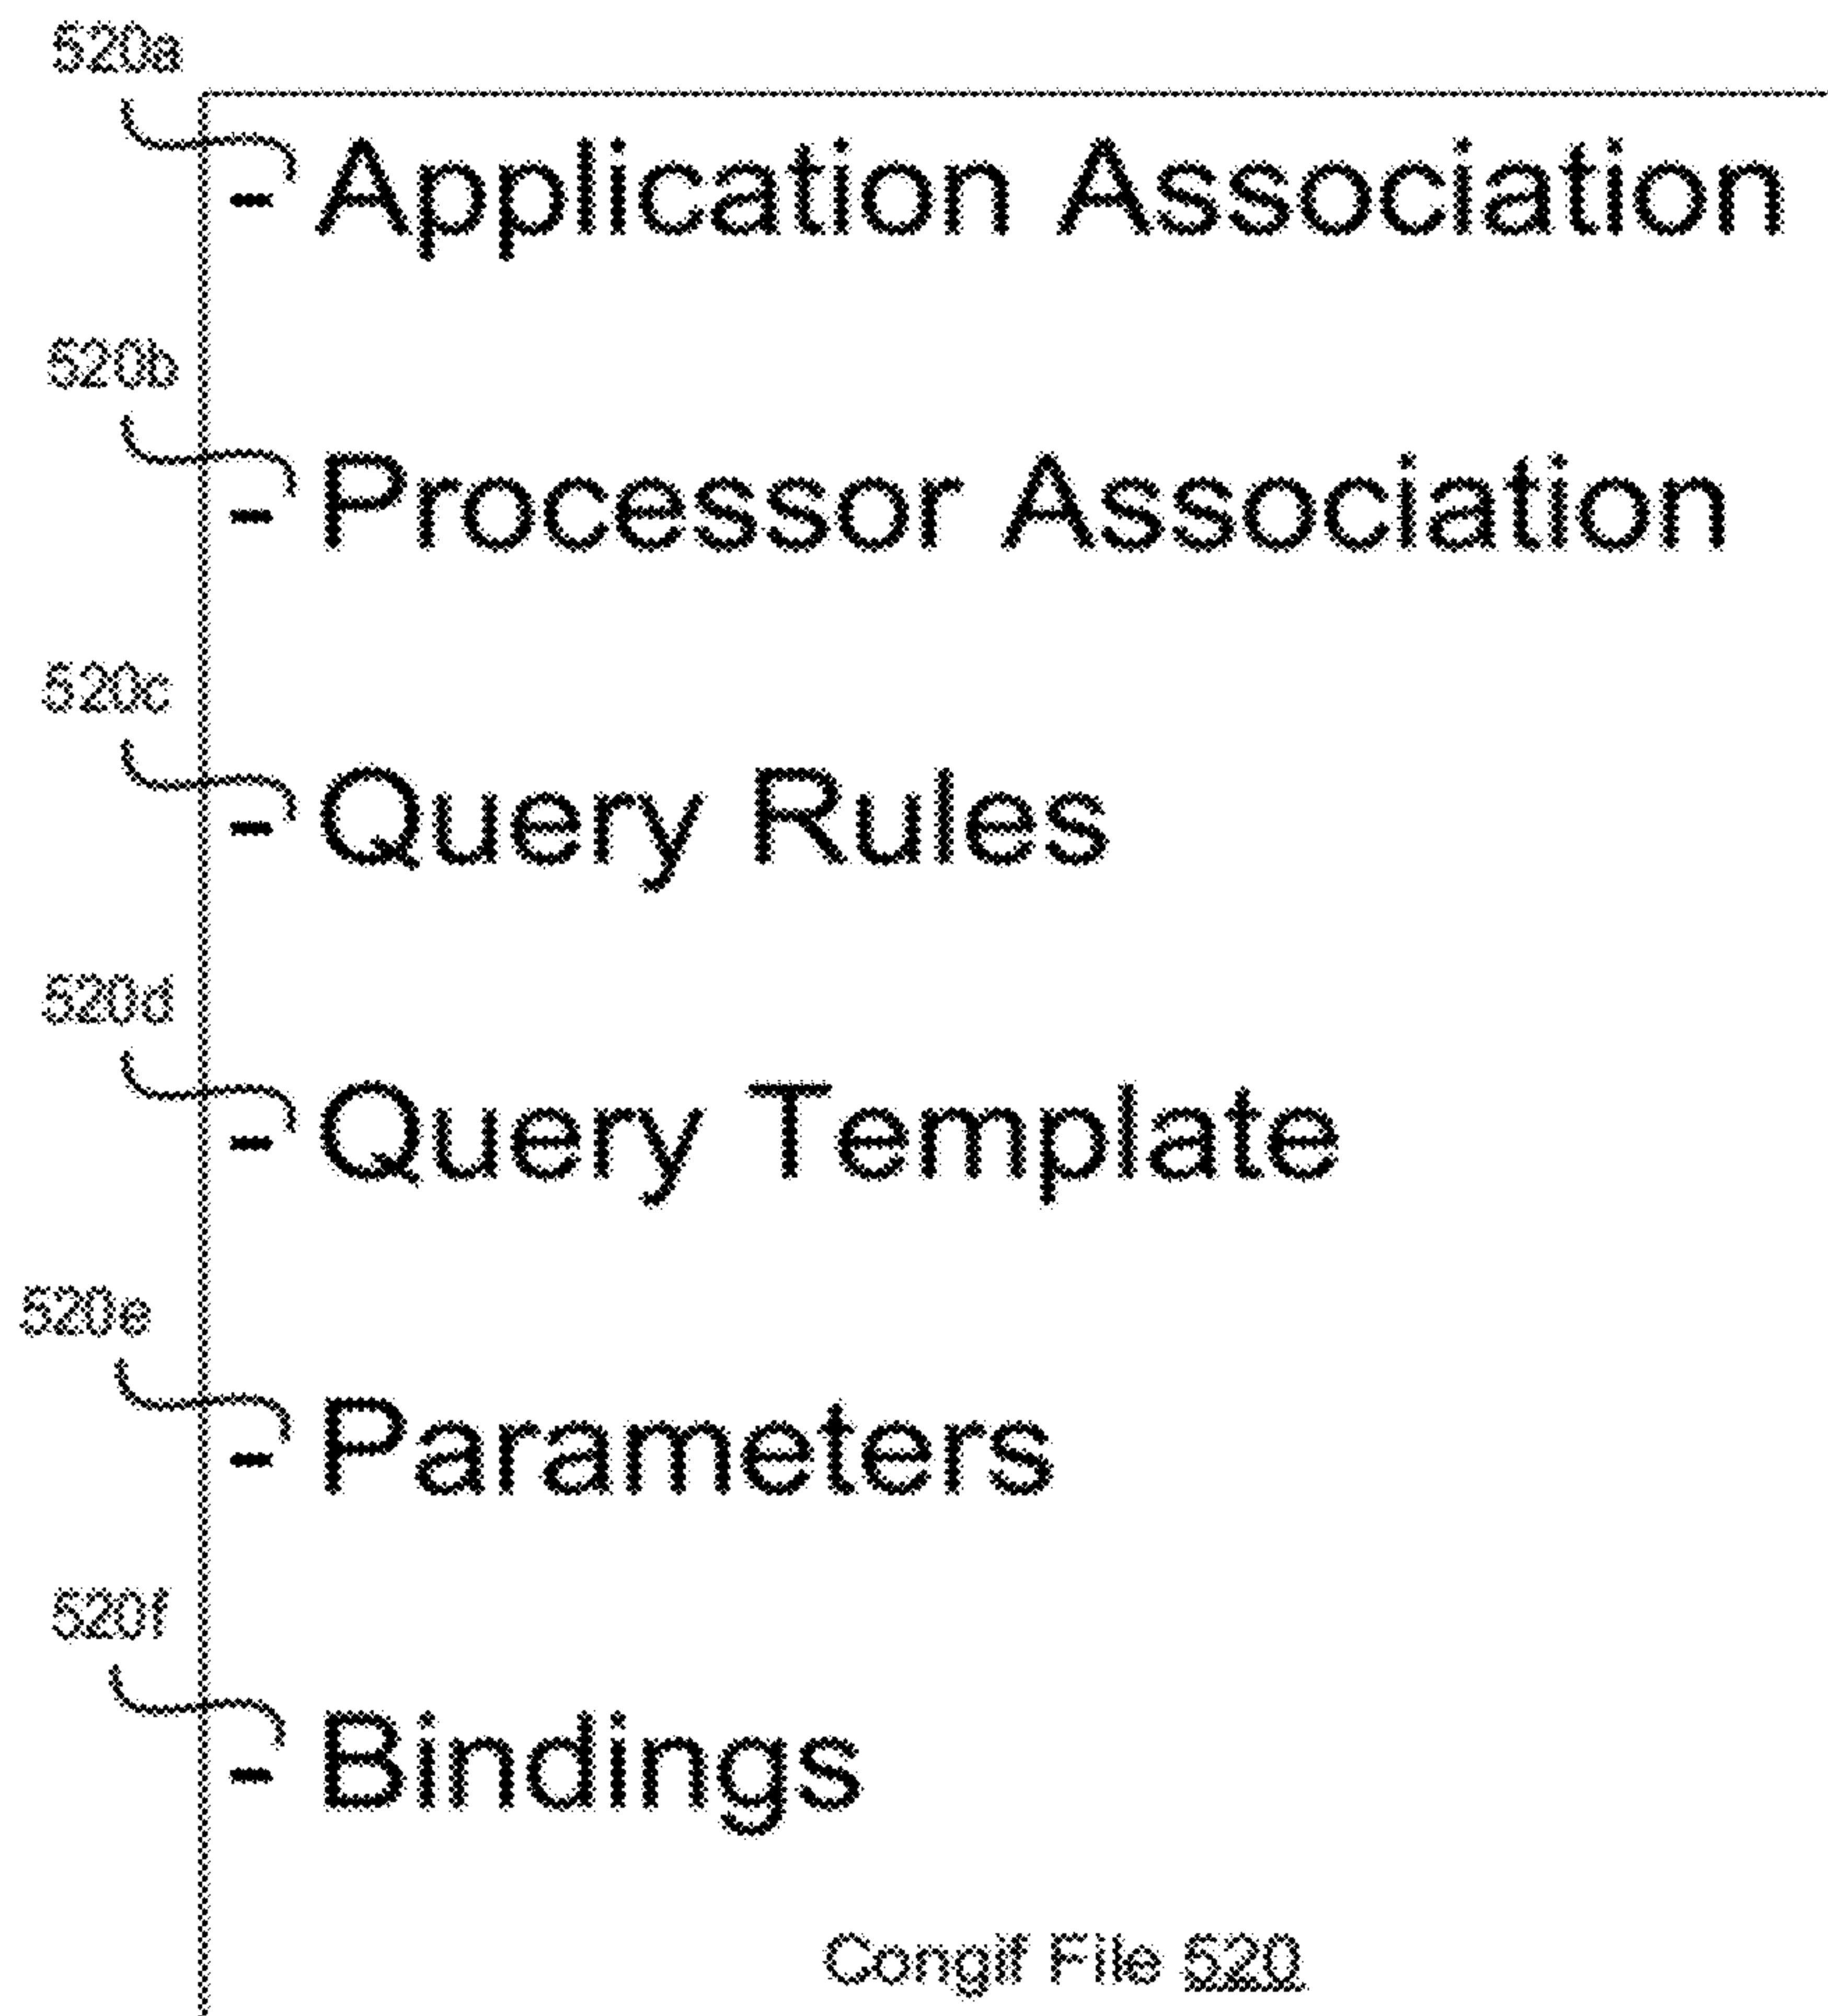 520a
- Application Association
520b
- Processor Association
520c
- Query Rules
520d
- Query Template
520e
- Parameters
520f
- Bindings
Congif File 520